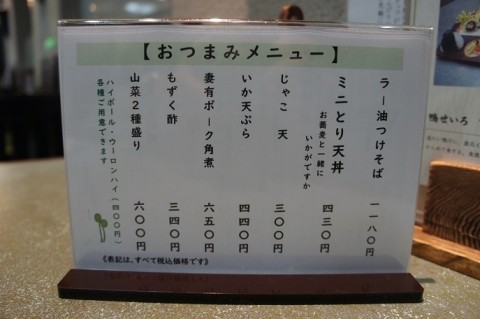 【おつまみメニュー】
ラー油つけそば 一一八〇円
ミニとり天丼 四三〇円
お蕎麦と一緒に
いかがですか
じゃこ天 三〇〇円
いか天ぷら 四四〇円
妻有ポーク角煮 六五〇円
もずく酢 三四〇円
山菜2種盛り 六〇〇円
ハイボール・ウーロンハイ(四〇〇円)
各種ご用意できます
《表記は、すべて税込価格です》
鴨せいろ